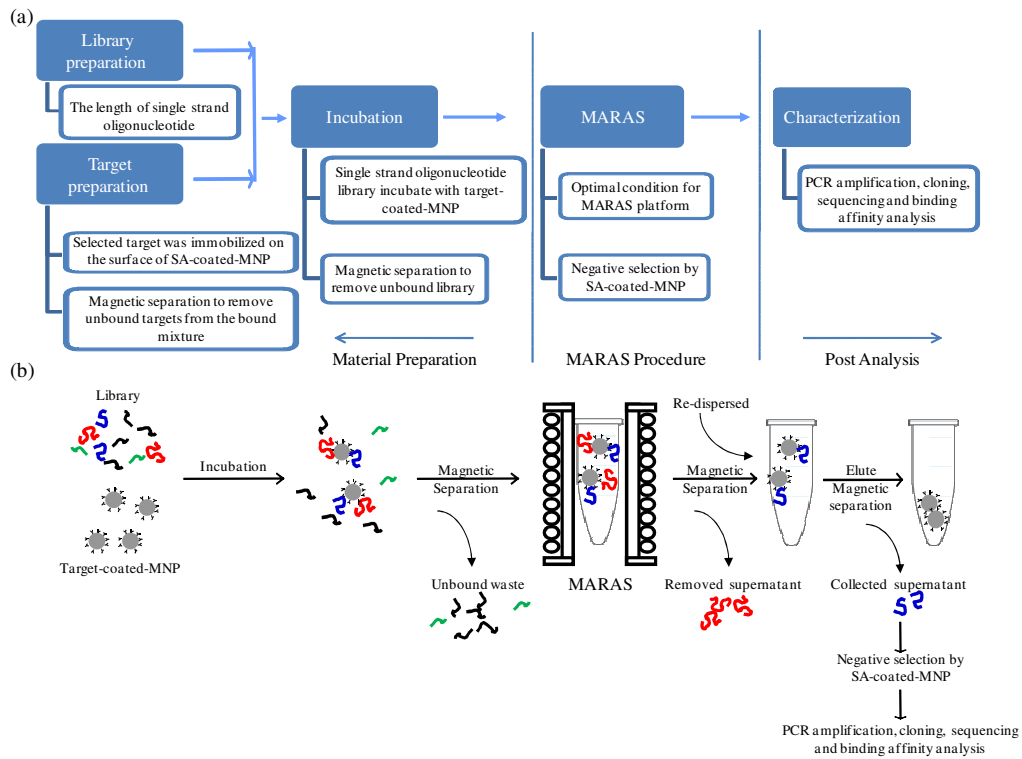 (a)
Library
preparation
The length of single strand
oligonucleotide
Target
preparation
Selected target was immobilized on
the surface of SA-coated-MNP
Magnetic separation to remove
unbound targets from the bound
mixture
Incubation
Single strand oligonucleotide
library incubate with target-
coated-MNP
Magnetic separation to
remove unbound library
MARAS
Optimal condition for
MARAS platform
Negative selection by
SA-coated-MNP
Characterization
PCR amplification, cloning,
sequencing and binding
affinity analysis
Material Preparation
MARAS Procedure
Post Analysis
(b)
Library
Target-coated-MNP
Incubation
Magnetic
Separation
Unbound waste
MARAS
Re-dispersed
Magnetic
Separation
Removed supernatant
Elute
Magnetic
separation
Collected supernatant
Negative selection by
SA-coated-MNP
PCR amplification, cloning, sequencing
and binding affinity analysis